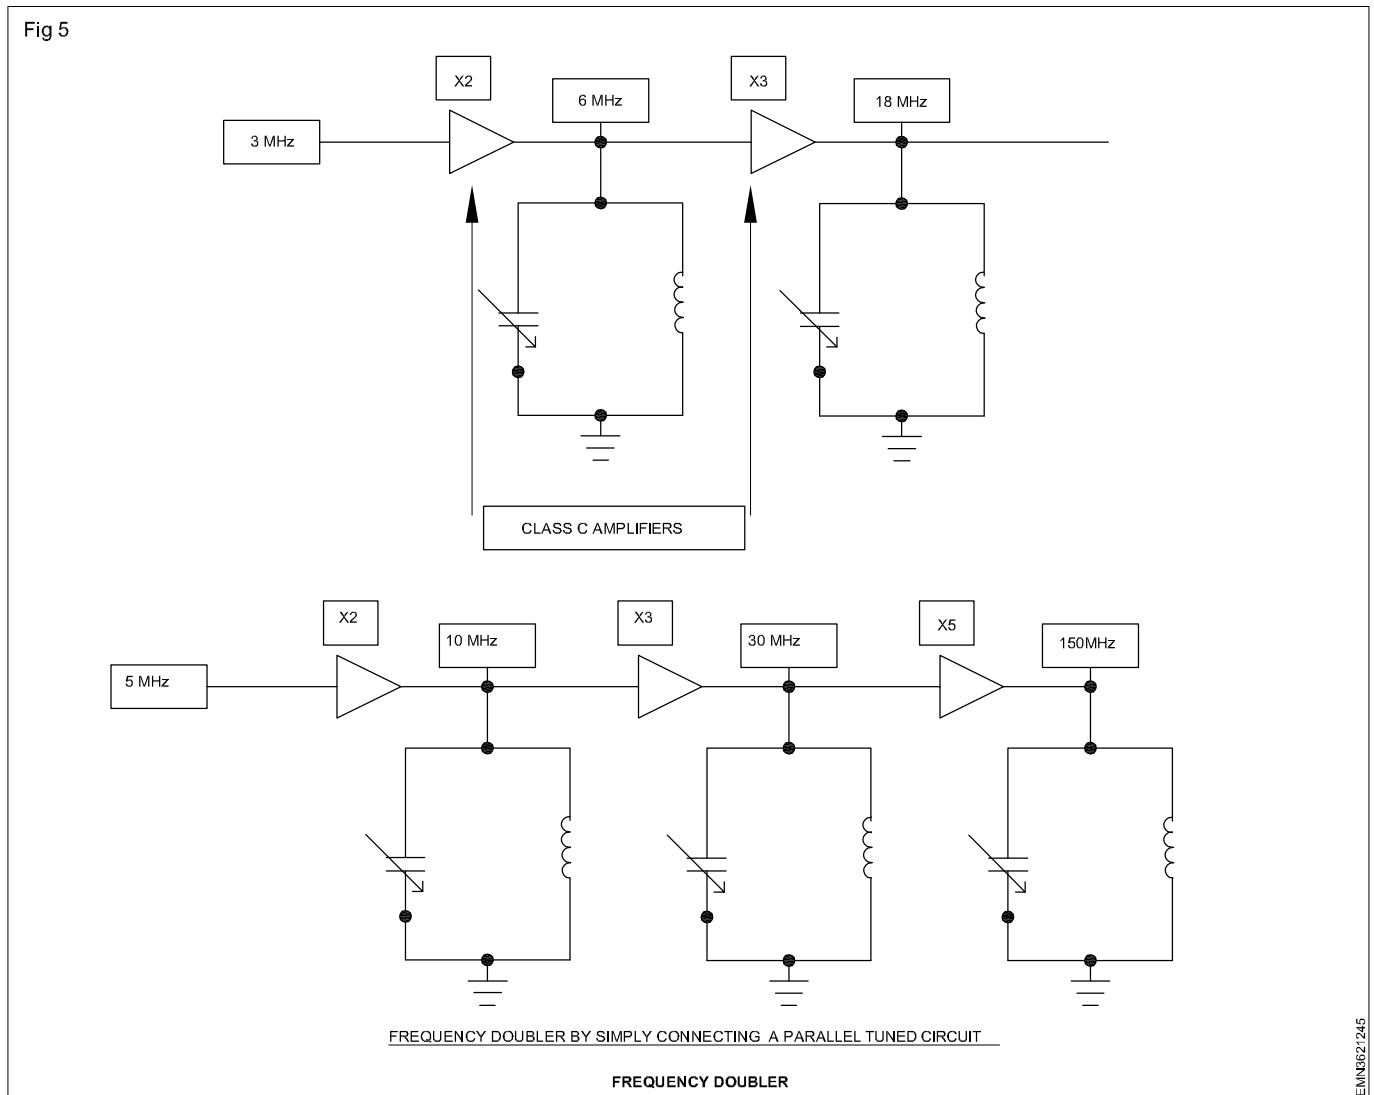 Fig 5
X2
6 MHz
X3
18 MHz
3 MHz
CLASS C AMPLIFIERS
X2
10 MHz
X3
30 MHz
X5
150MHz
5 MHz
FREQUENCY DOUBLER BY SIMPLY CONNECTING A PARALLEL TUNED CIRCUIT
FREQUENCY DOUBLER
EMN3621245